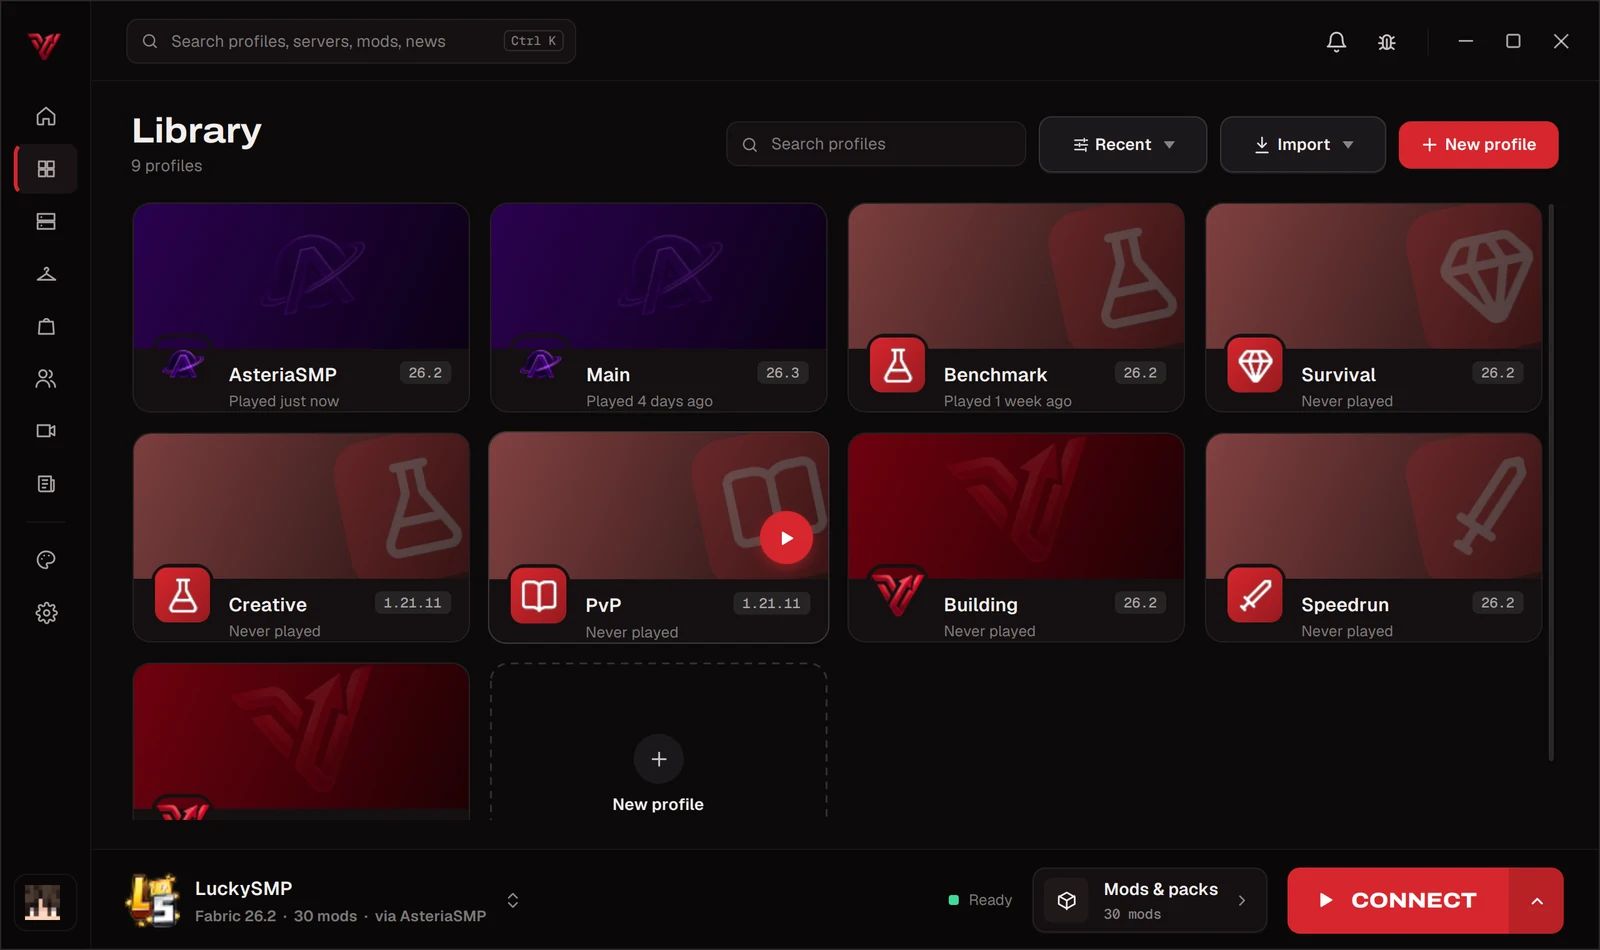 Search profiles, servers, mods, news
Ctrl K
Library
9 profiles
Search profiles
Recent
Import
New profile
AsteriaSMP
26.2
Played just now
Main
26.3
Played 4 days ago
Benchmark
26.2
Played 1 week ago
Survival
26.2
Never played
Creative
1.21.11
Never played
PvP
1.21.11
Never played
Building
26.2
Never played
Speedrun
26.2
Never played
New profile
LuckySMP
Fabric 26.2 · 30 mods · via AsteriaSMP
Ready
Mods & packs
30 mods
CONNECT